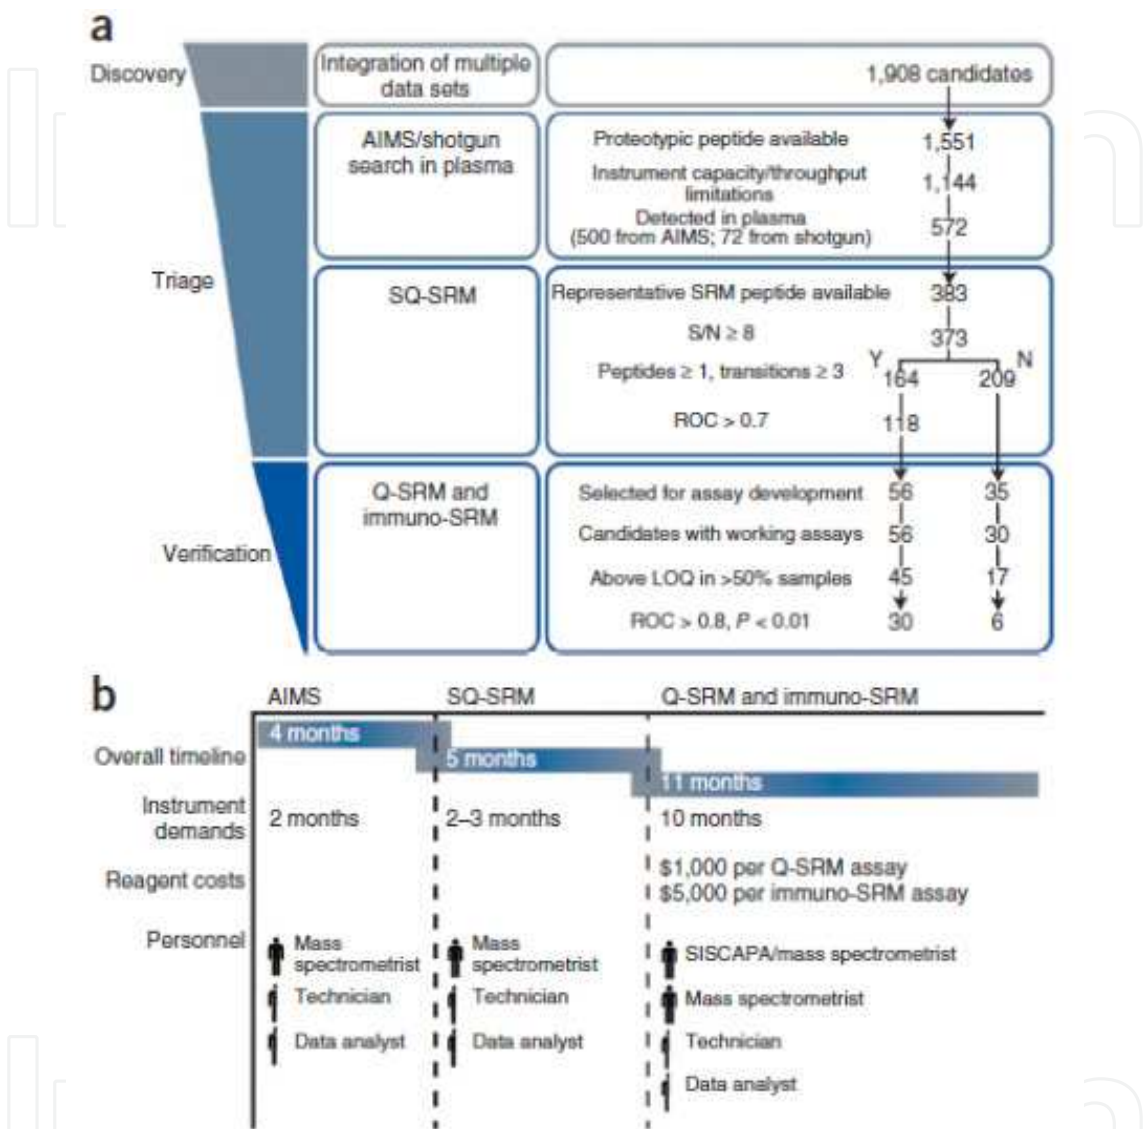 a
Discovery
Integration of multiple
data sets
1,908 candidates
Triage
AIMS/shotgun
search in plasma
Proteotypic peptide available
1,551
Instrument capacity/throughput
limitations
1,144
Detected in plasma
(500 from AIMS; 72 from shotgun)
572
SQ-SRM
Representative SRM peptide available
383
S/N ≥ 8
373
Y
N
Peptides ≥ 1, transitions ≥ 3
164
209
ROC > 0.7
118
Verification
Q-SRM and
immuno-SRM
Selected for assay development
56
35
Candidates with working assays
56
30
Above LOQ in >50% samples
45
17
ROC > 0.8, P < 0.01
30
6
b
AIMS
SQ-SRM
Q-SRM and immuno-SRM
Overall timeline
4 months
5 months
11 months
Instrument
demands
2 months
2–3 months
10 months
Reagent costs
$1,000 per Q-SRM assay
$5,000 per immuno-SRM assay
Personnel
Mass
spectrometrist
Technician
Data analyst
Mass
spectrometrist
Technician
Data analyst
SISCAPA/mass spectrometrist
Mass spectrometrist
Technician
Data analyst